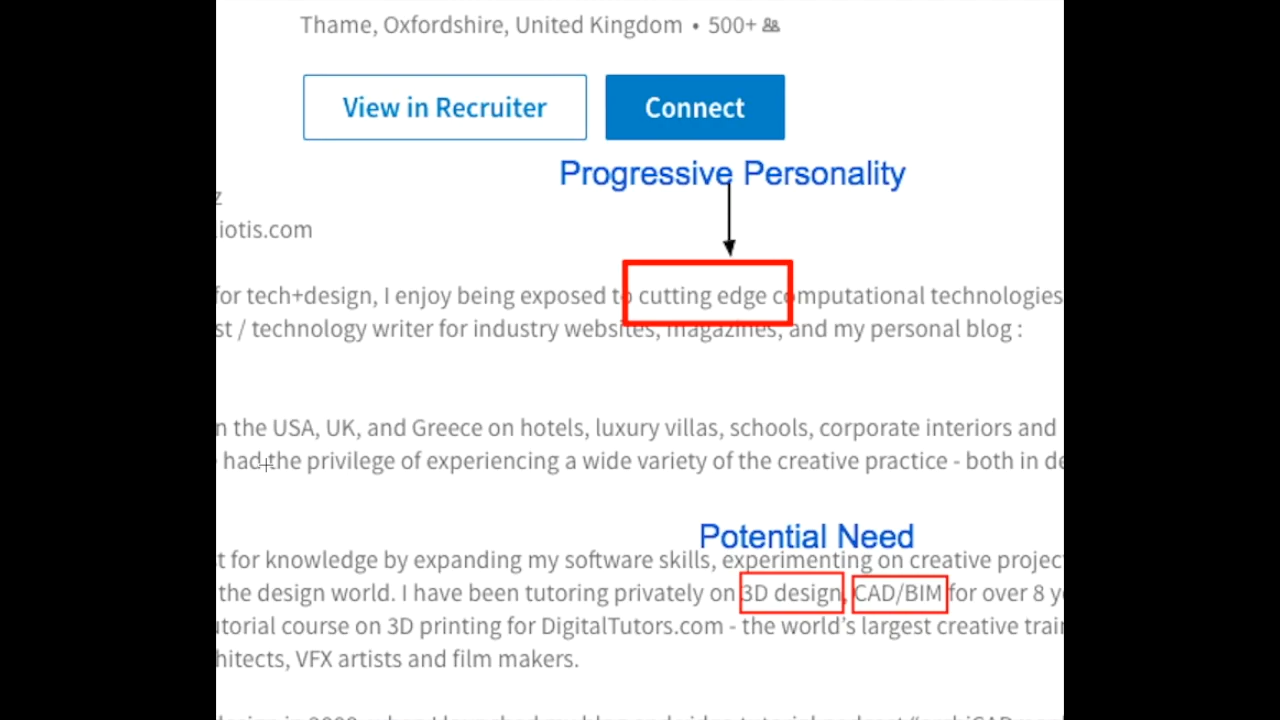 Thame, Oxfordshire, United Kingdom • 500+
View in Recruiter
Connect
Progressive Personality
z
iotis.com
for tech+design, I enjoy being exposed to cutting edge computational technologies
st / technology writer for industry websites, magazines, and my personal blog :
n the USA, UK, and Greece on hotels, luxury villas, schools, corporate interiors and
had the privilege of experiencing a wide variety of the creative practice - both in de
Potential Need
t for knowledge by expanding my software skills, experimenting on creative project
the design world. I have been tutoring privately on 3D design, CAD/BIM for over 8 y
utorial course on 3D printing for DigitalTutors.com - the world's largest creative trai
hitects, VFX artists and film makers.